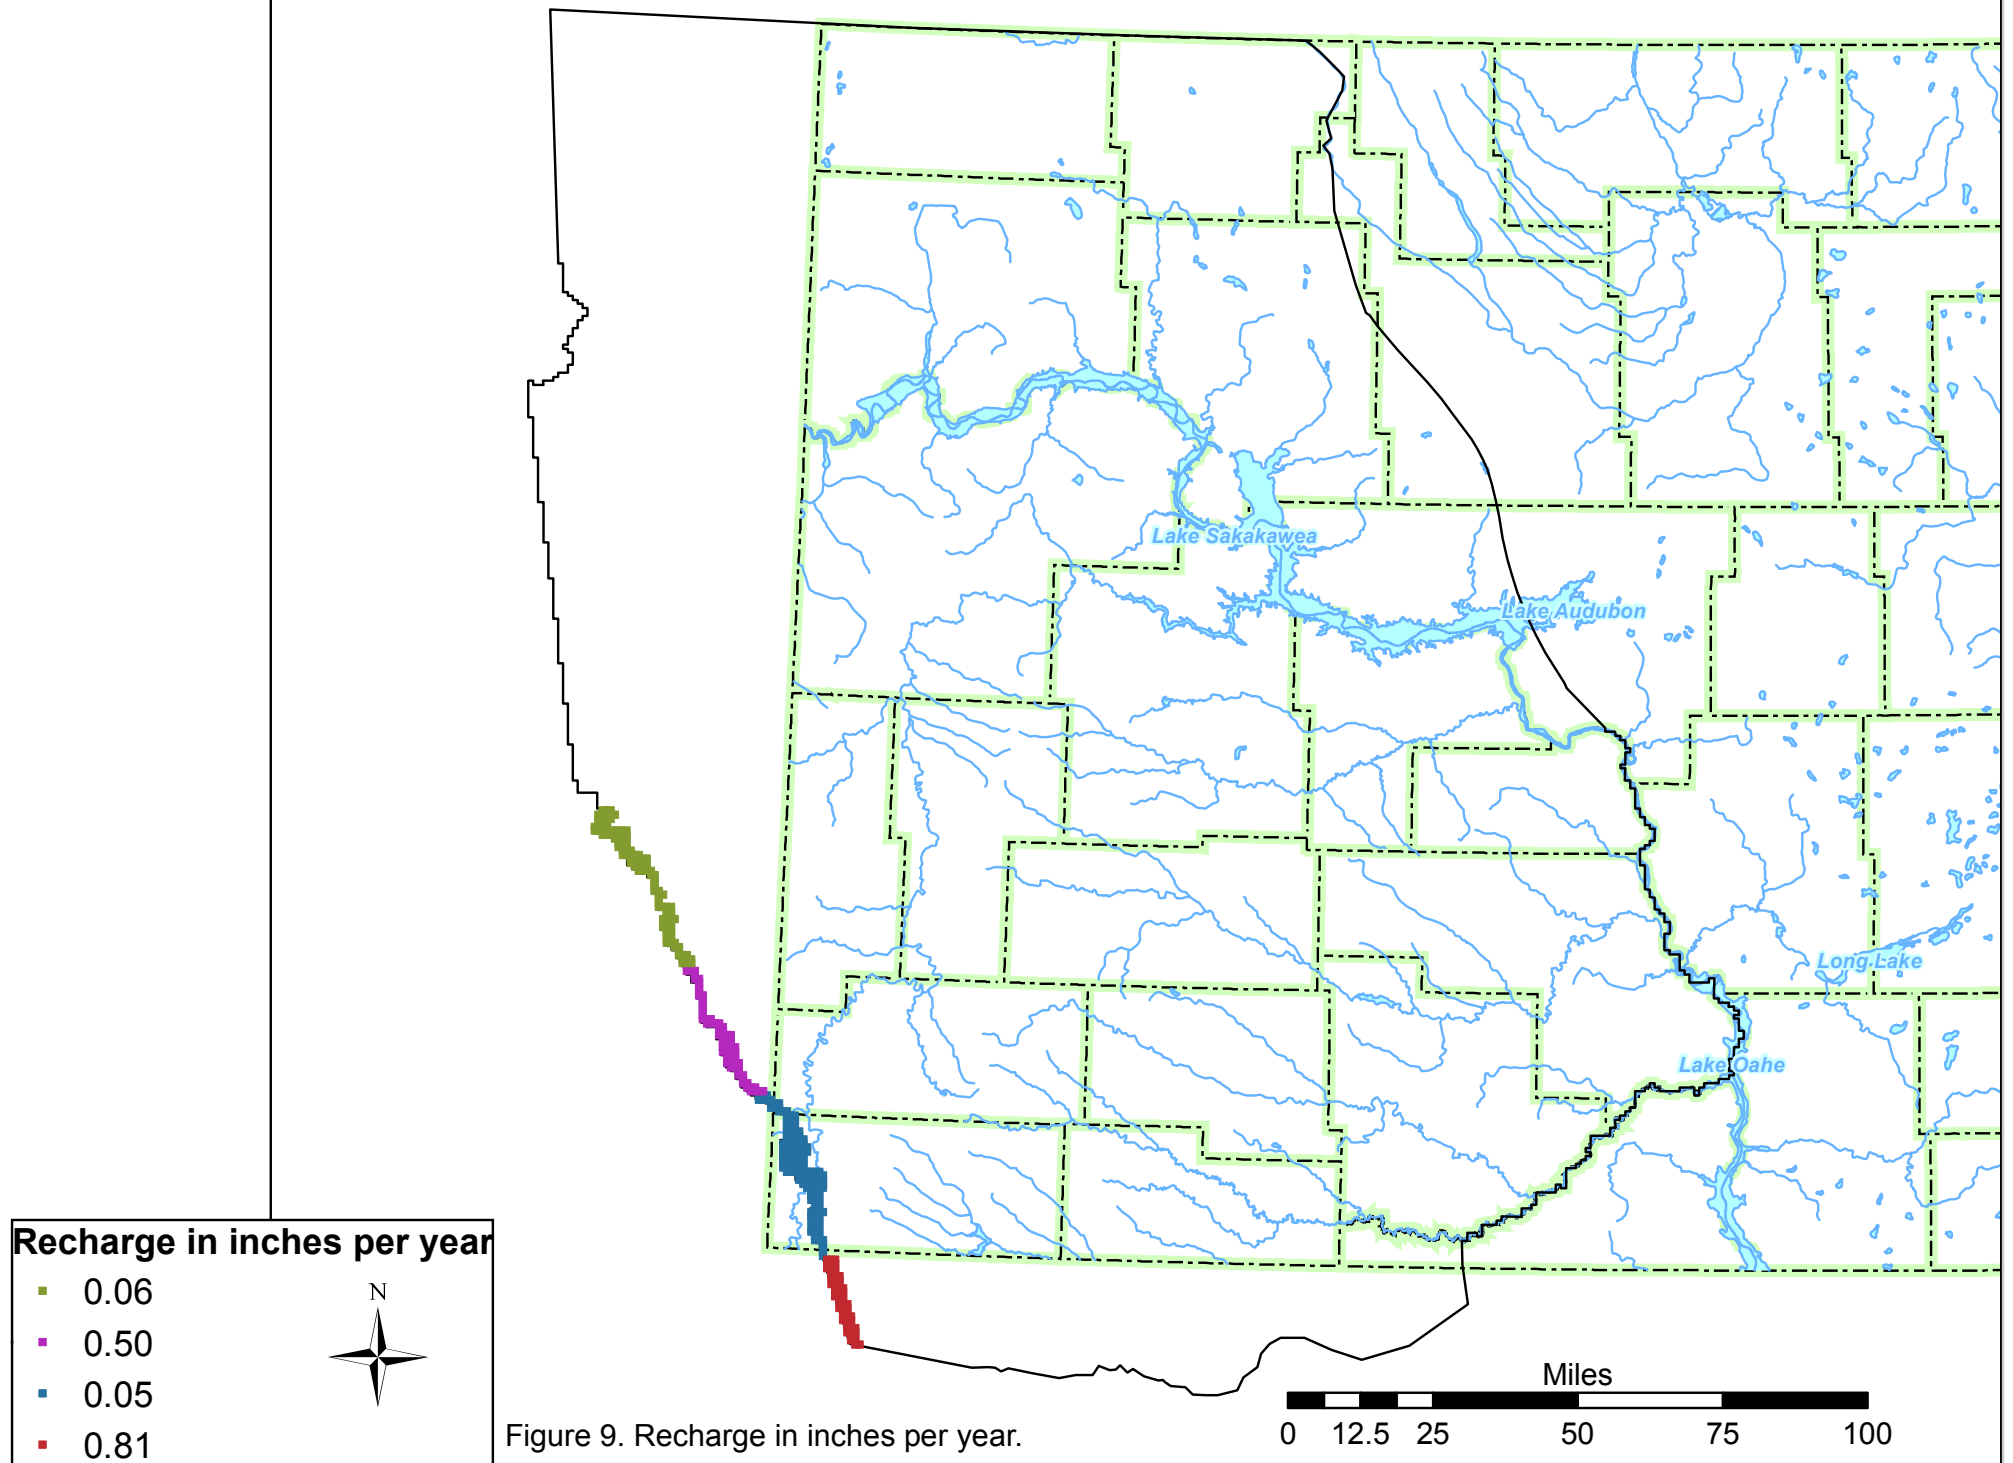 Lake Sakakawea
Lake Audubon
Long Lake
Lake Oahe
Recharge in inches per year
N
0.06
0.50
0.05
0.81
Miles
0 12.5 25 50 75 100
Figure 9. Recharge in inches per year.